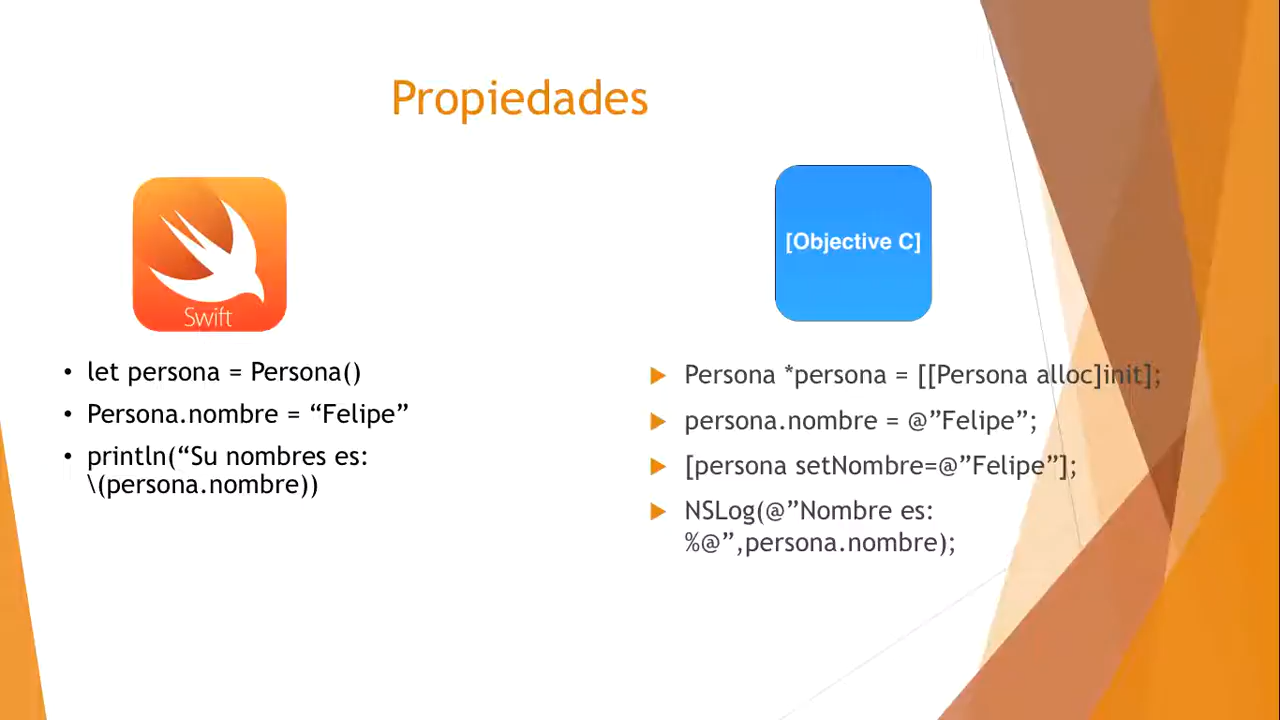 Propiedades
Swift
[Objective C]
• let persona = Persona()
• Persona.nombre = “Felipe”
• println(“Su nombres es:
\(persona.nombre))
Persona *persona = [[Persona alloc]init];
persona.nombre = @”Felipe”;
[persona setNombre=@”Felipe”];
NSLog(@”Nombre es:
%@”,persona.nombre);